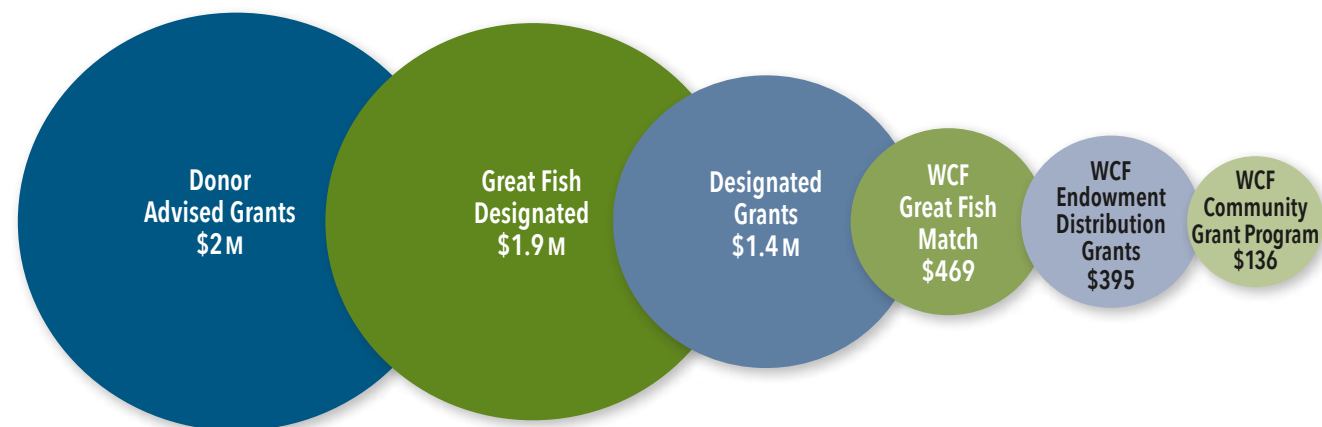 Donor
Advised Grants
$2 M
Great Fish
Designated
$1.9 M
Designated
Grants
$1.4 M
WCF
Great Fish
Match
$469
WCF
Endowment
Distribution
Grants
$395
WCF
Community
Grant Program
$136